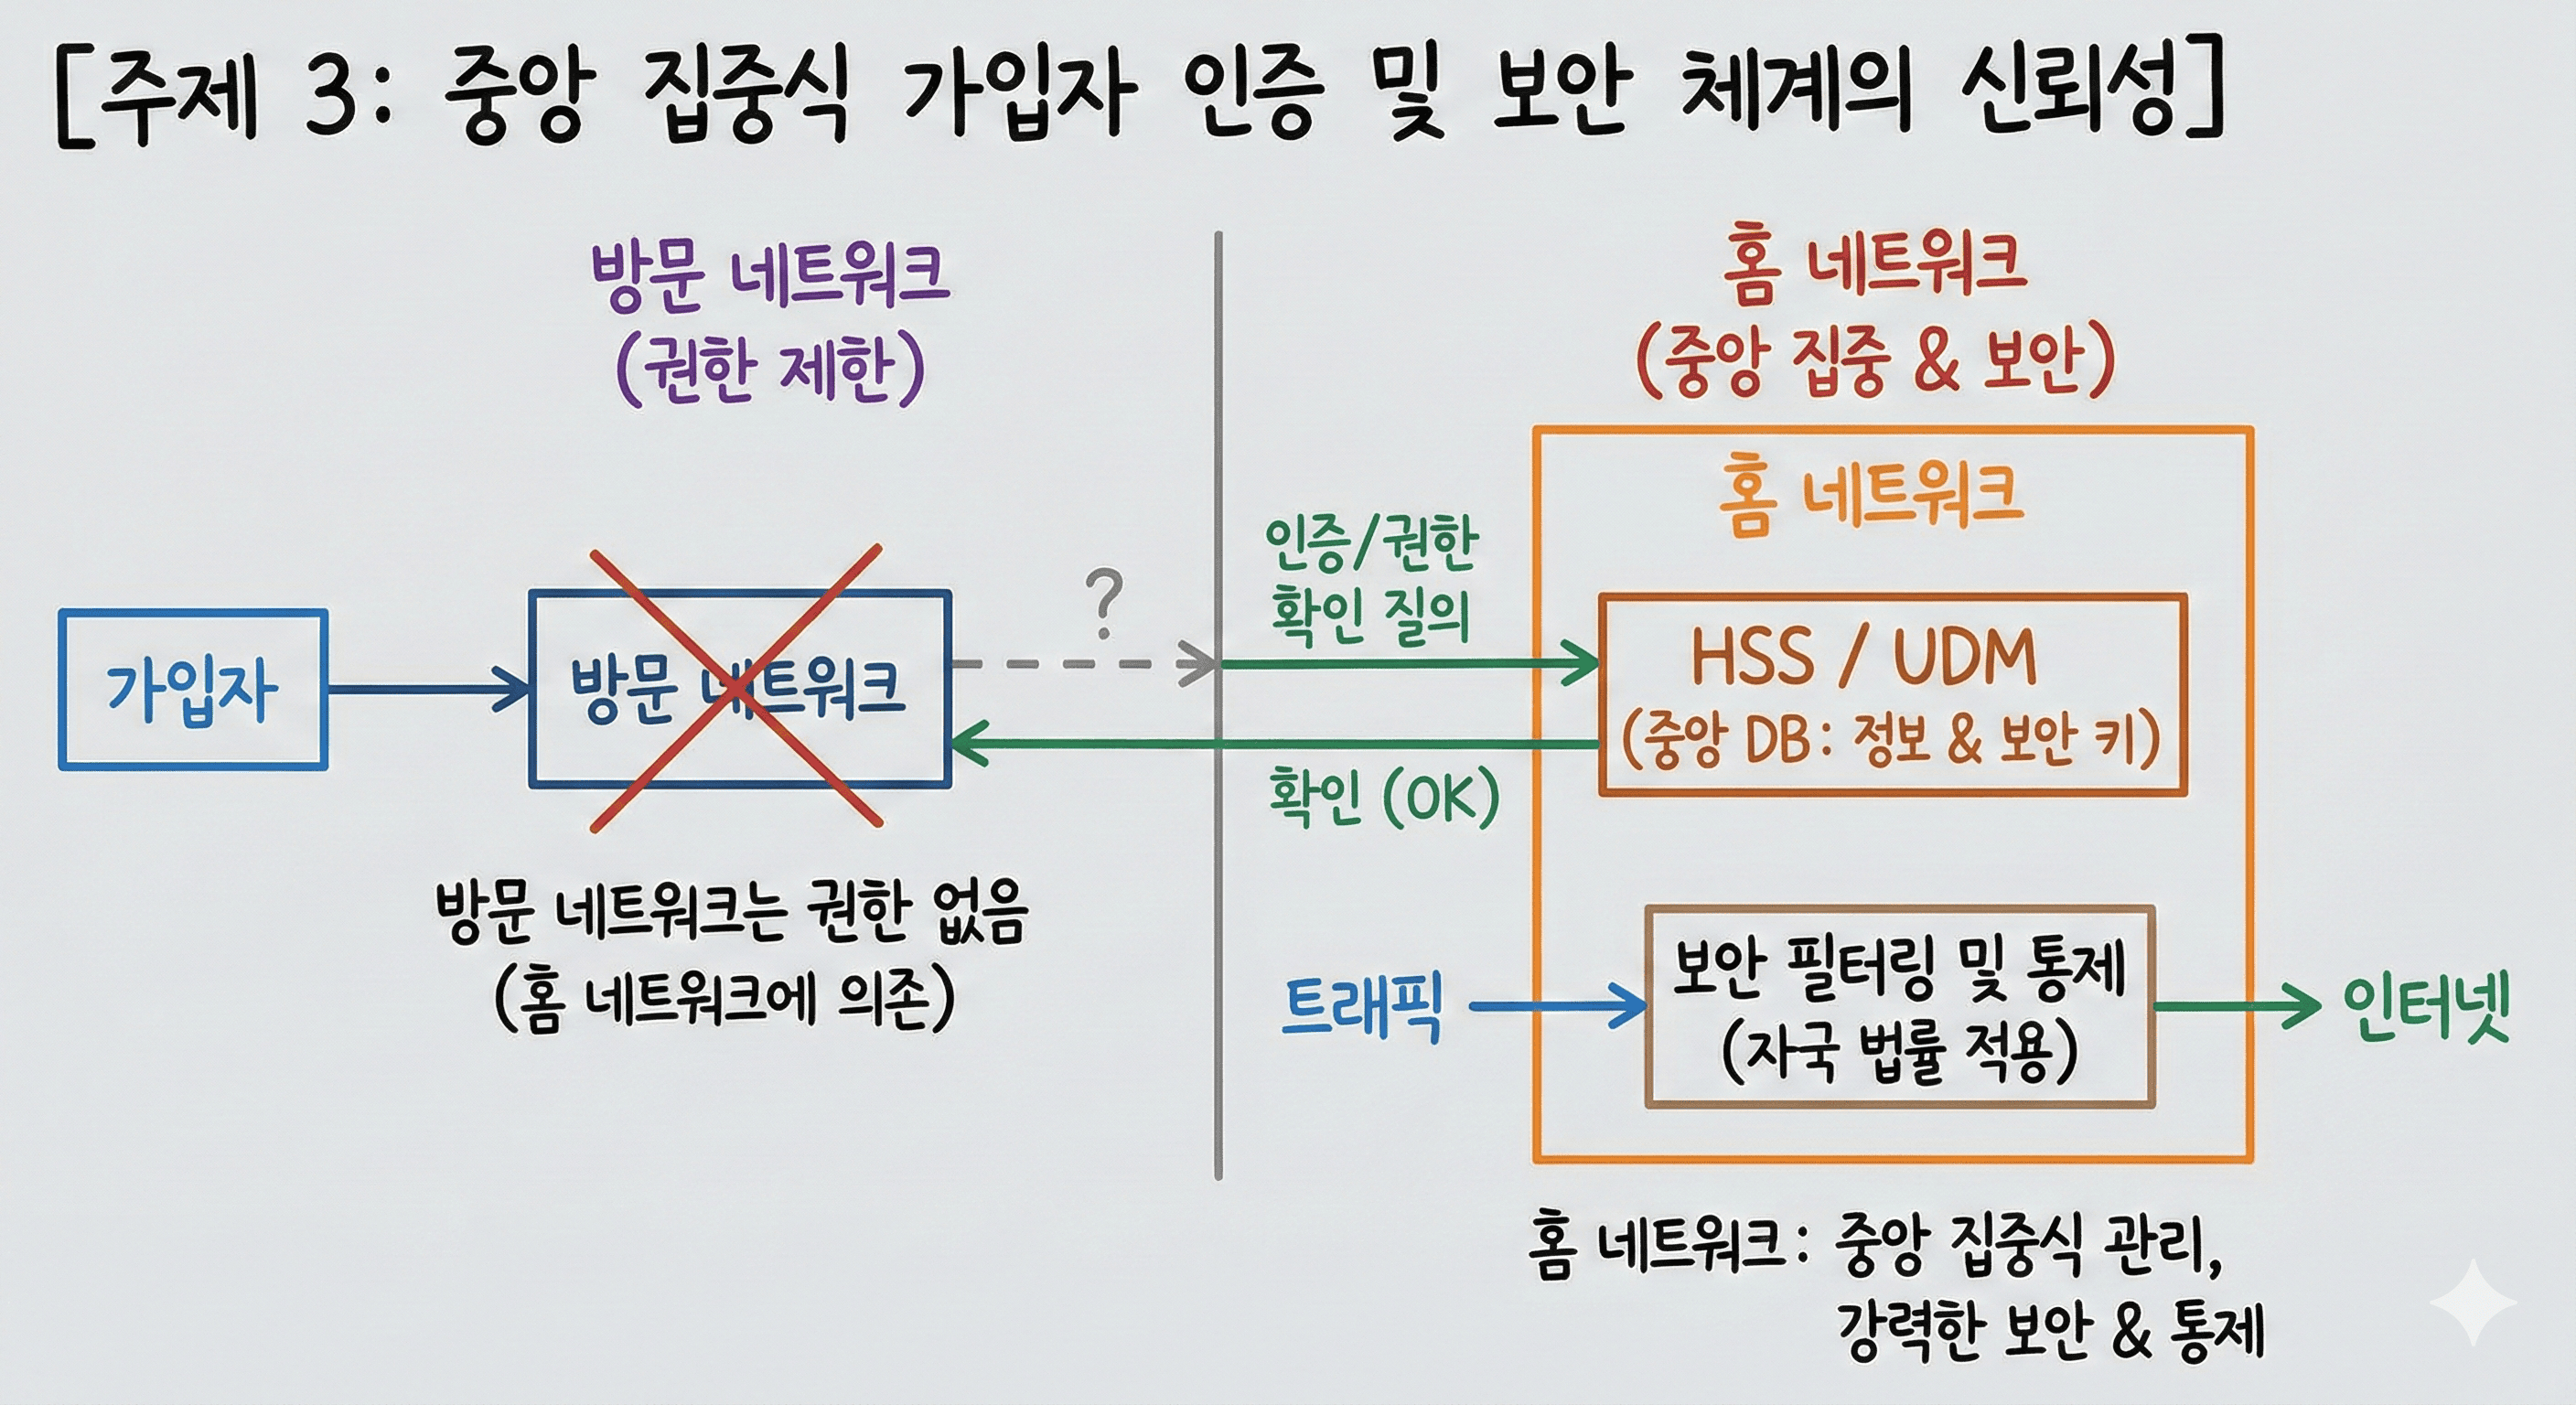 [주제 3: 중앙 집중식 가입자 인증 및 보안 체계의 신뢰성]
방문 네트워크
(권한 제한)
홈 네트워크
(중앙 집중 & 보안)
홈 네트워크
가입자
방문 네트워크
?
인증/권한
확인 질의
확인 (OK)
HSS / UDM
(중앙 DB: 정보 & 보안 키)
방문 네트워크는 권한 없음
(홈 네트워크에 의존)
트래픽
보안 필터링 및 통제
(자국 법률 적용)
인터넷
홈 네트워크: 중앙 집중식 관리,
강력한 보안 & 통제